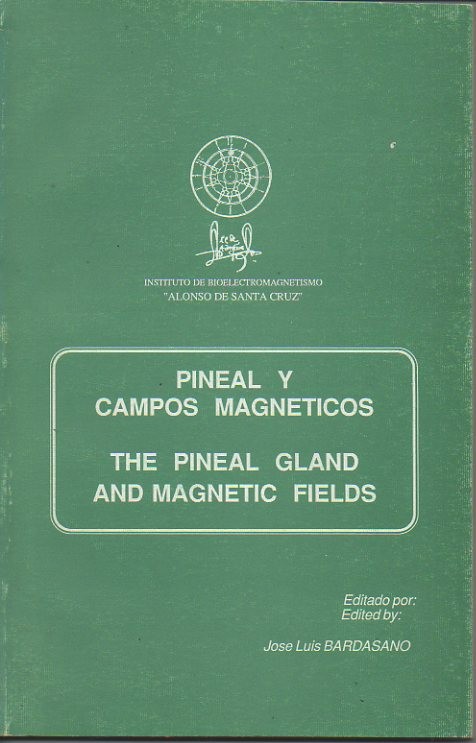 INSTITUTO DE BIOELECTROMAGNETISMO
"ALONSO DE SANTA CRUZ"
PINEAL Y
CAMPOS MAGNETICOS
THE PINEAL GLAND
AND MAGNETIC FIELDS
Editado por:
Edited by:
Jose Luis BARDASANO